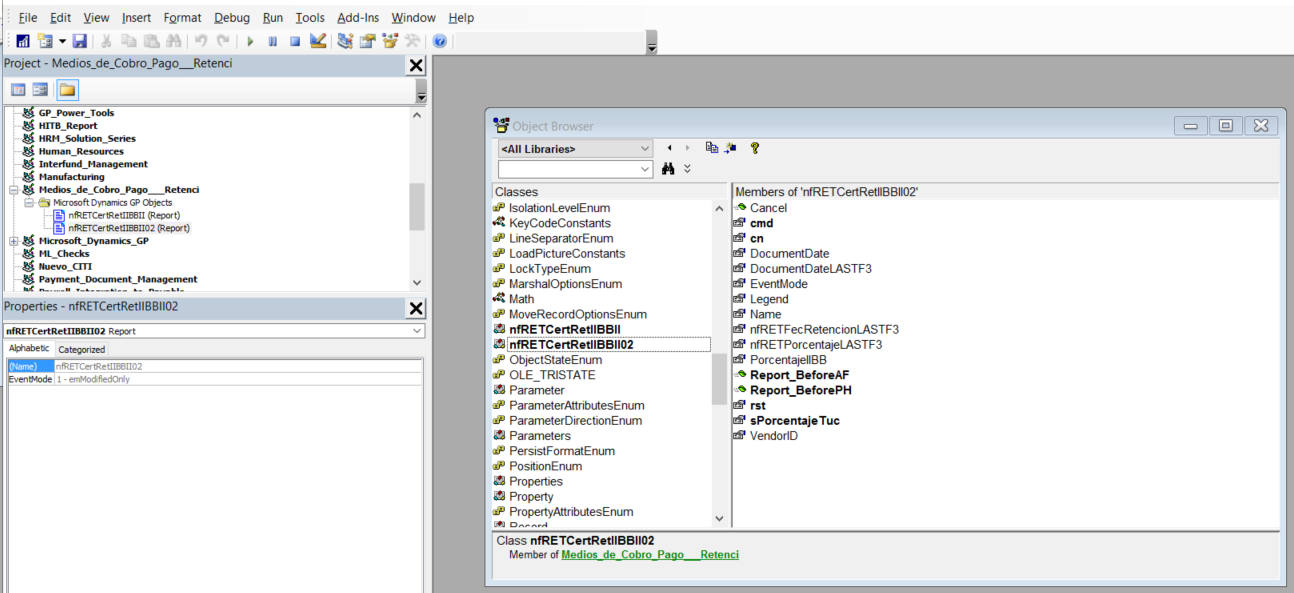 File Edit View Insert Format Debug Run Tools Add-Ins Window Help
Project - Medios_de_Cobro_Pago___Retenci
GP_Power_Tools
HITB_Report
HRM_Solution_Series
Human_Resources
Interfund_Management
Manufacturing
Medios_de_Cobro_Pago___Retenci
Microsoft Dynamics GP Objects
nfRETCertRetIIBBII (Report)
nfRETCertRetIIBBII02 (Report)
Microsoft_Dynamics_GP
ML_Checks
Nuevo_CITI
Payment_Document_Management
Properties - nfRETCertRetIIBBII02
nfRETCertRetIIBBII02 Report
Alphabetic Categorized
(Name) nfRETCertRetIIBBII02
EventMode 1 - emModifiedOnly
Object Browser
<All Libraries>
Classes
IsolationLevelEnum
KeyCodeConstants
LineSeparatorEnum
LoadPictureConstants
LockTypeEnum
MarshalOptionsEnum
Math
MoveRecordOptionsEnum
nfRETCertRetIIBBII
nfRETCertRetIIBBII02
ObjectStateEnum
OLE_TRISTATE
Parameter
ParameterAttributesEnum
ParameterDirectionEnum
Parameters
PersistFormatEnum
PositionEnum
Properties
Property
PropertyAttributesEnum
Record
Members of 'nfRETCertRetIIBBII02'
Cancel
cmd
cn
DocumentDate
DocumentDateLASTF3
EventMode
Legend
Name
nfRETFecRetencionLASTF3
nfRETPorcentajeLASTF3
PorcentajeIIBB
Report_BeforeAF
Report_BeforePH
rst
sPorcentajeTuc
VendorID
Class nfRETCertRetIIBBII02
Member of Medios_de_Cobro_Pago___Retenci